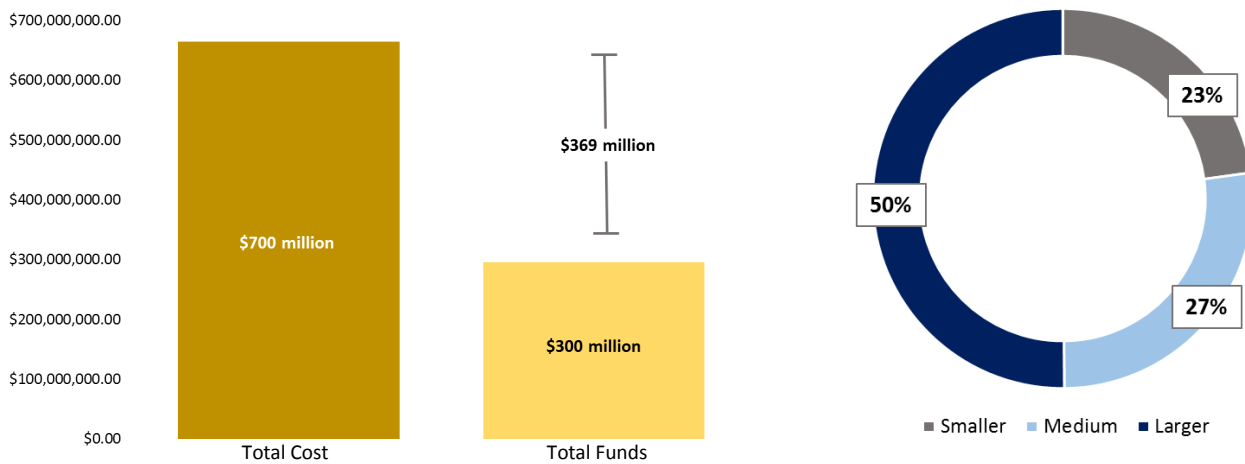 $700,000,000.00
$600,000,000.00
$500,000,000.00
$400,000,000.00
$300,000,000.00
$200,000,000.00
$100,000,000.00
$0.00
$700 million
$369 million
$300 million
Total Cost
Total Funds
23%
50%
27%
Smaller
Medium
Larger